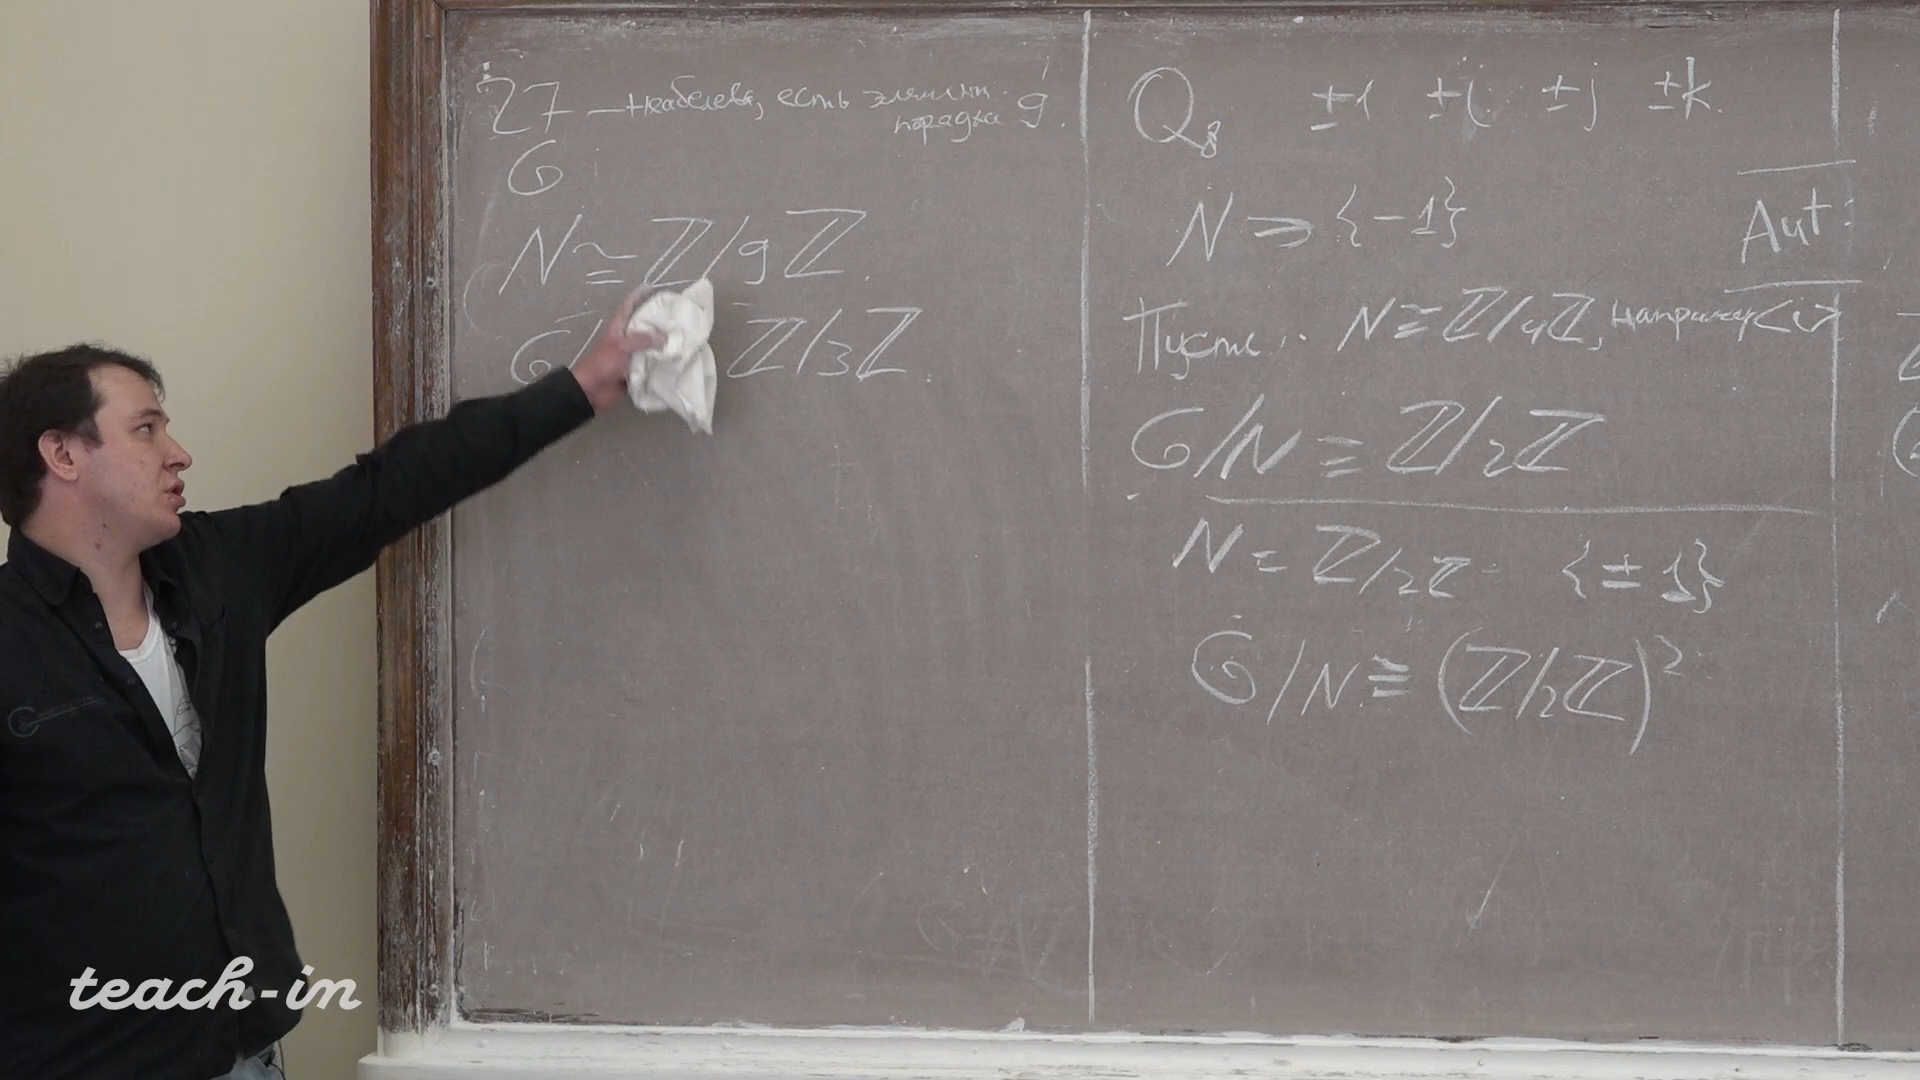 27 — неабелева, есть элемент
порядка 9.
G
N ≅ ℤ/9ℤ.
G/ ℤ/3ℤ.
Q₈ ±1 ±i ±j ±k.
N ∋ {-1}
Aut:
Пусть N ≅ ℤ/4ℤ, например <i>
G/N ≅ ℤ/2ℤ
N = ℤ/2ℤ = {±1}
G/N ≅ (ℤ/2ℤ)²
teach-in